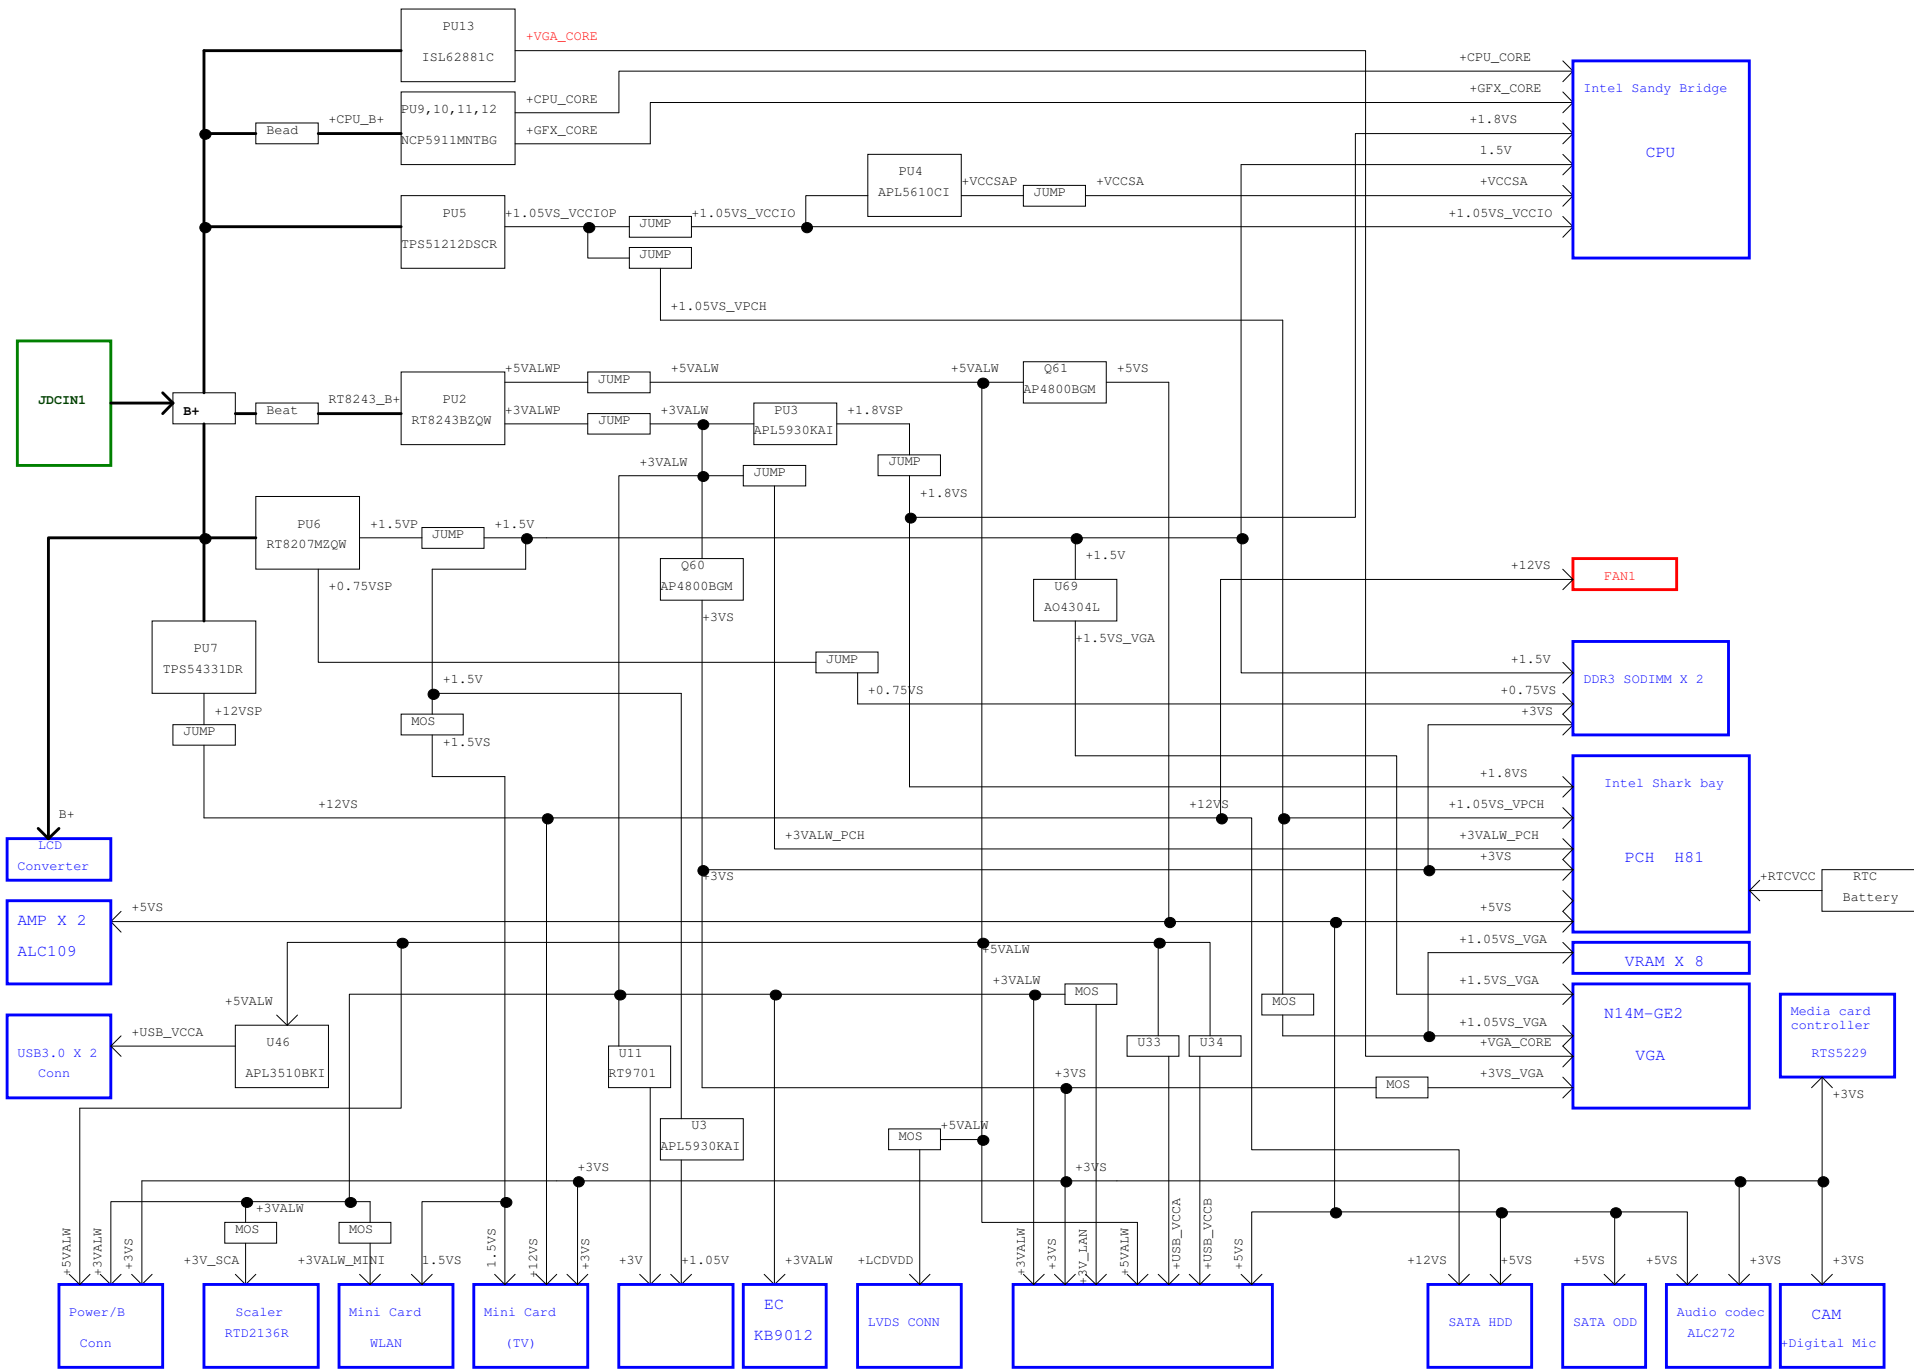 PU13
ISL62881C
+VGA_CORE
+CPU_CORE
Intel Sandy Bridge
CPU
+GFX_CORE
+1.8VS
1.5V
+VCCSA
+1.05VS_VCCIO
Bead
+CPU_B+
PU9,10,11,12
NCP5911MNTBG
+CPU_CORE
+GFX_CORE
PU4
APL5610CI
+VCCSAP
JUMP
+VCCSA
PU5
TPS51212DSCR
+1.05VS_VCCIOP
JUMP
+1.05VS_VCCIO
JUMP
+1.05VS_VPCH
JDCIN1
B+
Beat
RT8243_B+
PU2
RT8243BZQW
+5VALWP
JUMP
+5VALW
+5VALW
Q61
AP4800BGM
+5VS
+3VALWP
JUMP
+3VALW
PU3
APL5930KAI
+1.8VSP
JUMP
+1.8VS
+3VALW
JUMP
PU6
RT8207MZQW
+1.5VP
JUMP
+1.5V
+0.75VSP
Q60
AP4800BGM
+3VS
+1.5V
U69
AO4304L
+1.5VS_VGA
+12VS
FAN1
PU7
TPS54331DR
+12VSP
JUMP
JUMP
+0.75VS
+1.5V
MOS
+1.5VS
+1.5V
+0.75VS
+3VS
DDR3 SODIMM X 2
+12VS
+12VS
B+
LCD
Converter
+3VALW_PCH
+3VS
+1.8VS
+1.05VS_VPCH
+3VALW_PCH
+3VS
+5VS
Intel Shark bay
PCH H81
+RTCVCC
RTC
Battery
AMP X 2
ALC109
+5VS
+5VALW
+1.05VS_VGA
VRAM X 8
+3VALW
MOS
MOS
+1.5VS_VGA
+1.05VS_VGA
+VGA_CORE
+3VS_VGA
N14M-GE2
VGA
Media card
controller
RTS5229
+3VS
USB3.0 X 2
Conn
+USB_VCCA
+5VALW
U46
APL3510BKI
U11
RT9701
U33
U34
+3VS
MOS
U3
APL5930KAI
MOS
+5VALW
+3VS
+3VS
+5VALW
+3VALW
+3VS
+3VALW
MOS
+3V_SCA
MOS
+3VALW_MINI
1.5VS
1.5VS
+12VS
+3VS
+3V
+1.05V
+3VALW
+LCDVDD
+3VALW
+3VS
+3V_LAN
+5VALW
+USB_VCCA
+USB_VCCB
+5VS
+12VS
+5VS
+5VS
+5VS
+3VS
+3VS
Power/B
Conn
Scaler
RTD2136R
Mini Card
WLAN
Mini Card
(TV)
EC
KB9012
LVDS CONN
SATA HDD
SATA ODD
Audio codec
ALC272
CAM
+Digital Mic